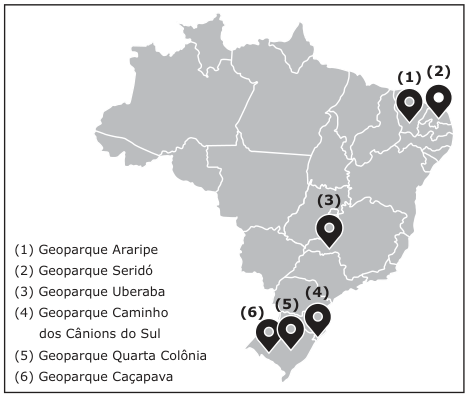 (1) (2)
(3)
(4)
(5)
(6)
(1) Geoparque Araripe
(2) Geoparque Seridó
(3) Geoparque Uberaba
(4) Geoparque Caminho
dos Cânions do Sul
(5) Geoparque Quarta Colônia
(6) Geoparque Caçapava